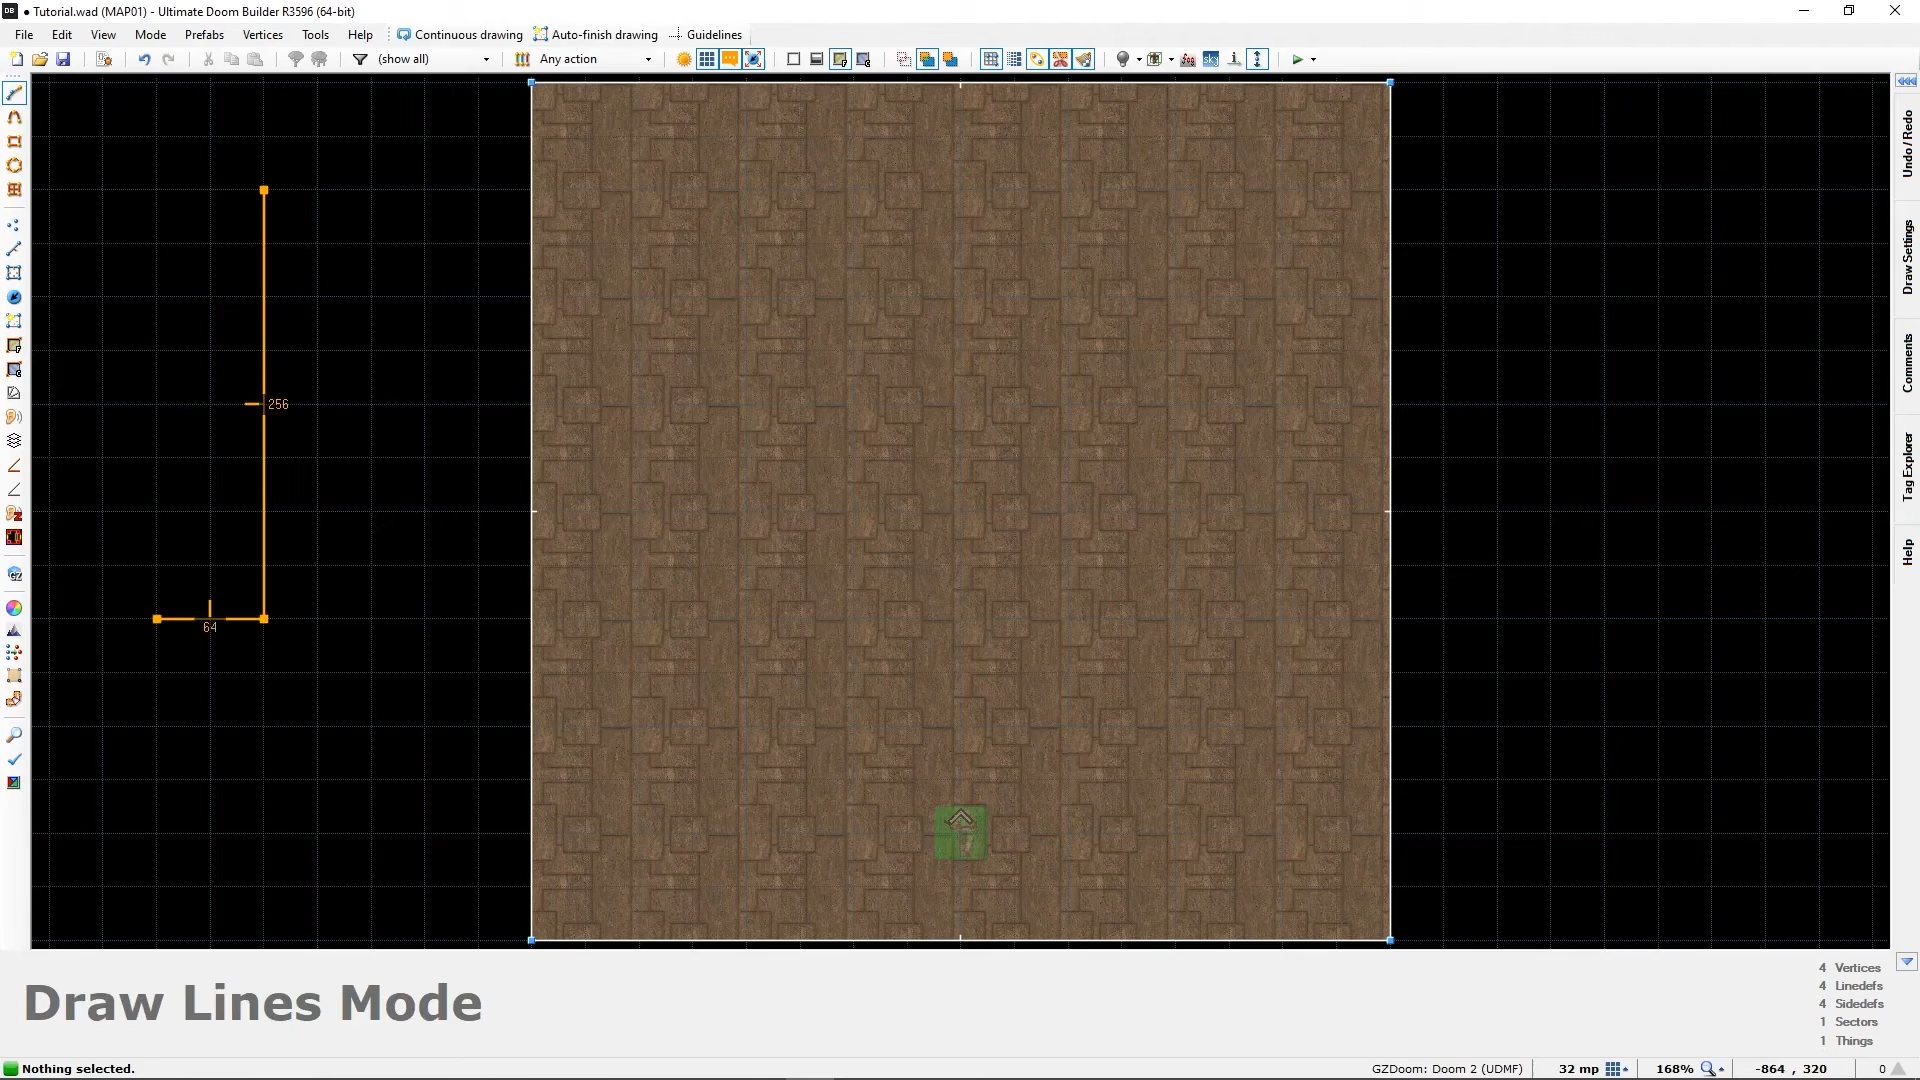 ● Tutorial.wad (MAP01) - Ultimate Doom Builder R3596 (64-bit)
File Edit View Mode Prefabs Vertices Tools Help Continuous drawing Auto-finish drawing Guidelines
(show all) Any action
Undo / Redo
Draw Settings
Comments
Tag Explorer
Help
256
64
Draw Lines Mode
4 Vertices
4 Linedefs
4 Sidedefs
1 Sectors
1 Things
Nothing selected.
GZDoom: Doom 2 (UDMF) 32 mp 168% -864 , 320 0